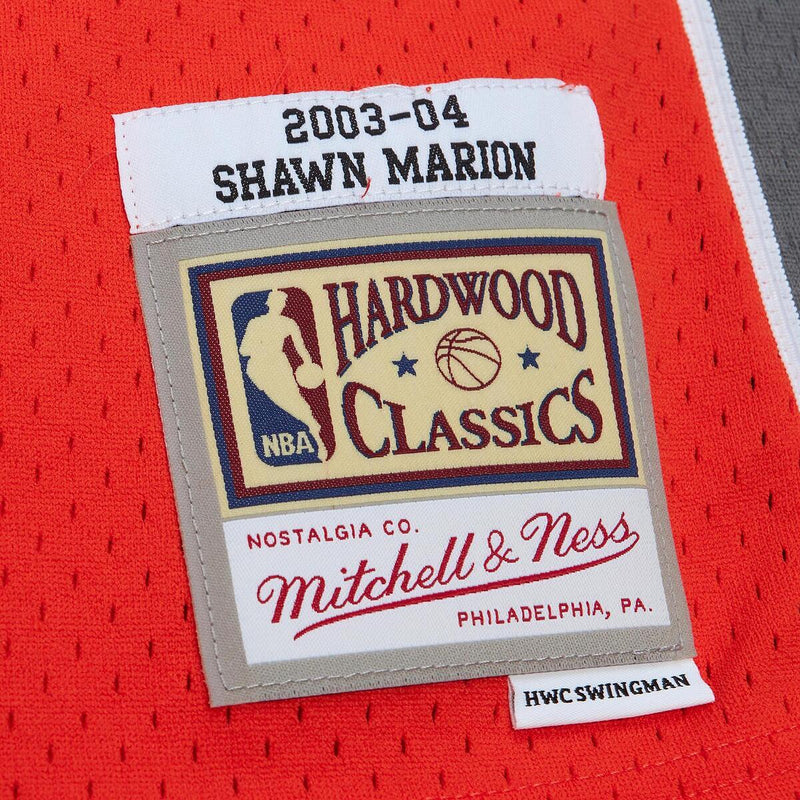 2003-04
SHAWN MARION
HARDWOOD
CLASSICS
NBA
NOSTALGIA CO.
Mitchell & Ness
PHILADELPHIA, PA.
HWC SWINGMAN